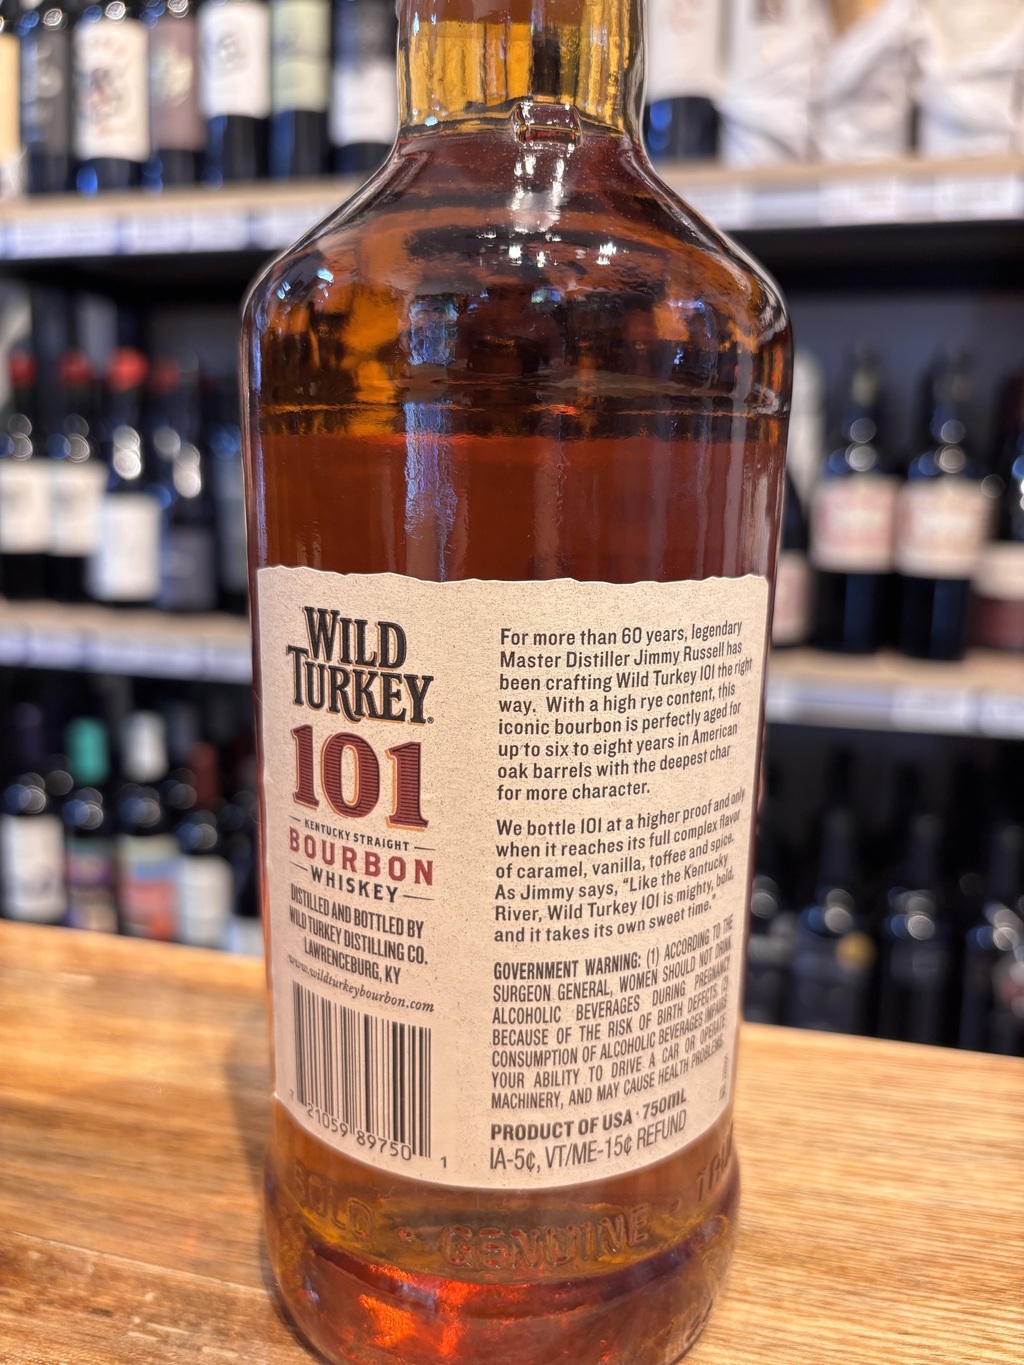 WILD
TURKEY®
101
KENTUCKY STRAIGHT
BOURBON
WHISKEY
DISTILLED AND BOTTLED BY
WILD TURKEY DISTILLING CO.
LAWRENCEBURG, KY
www.wildturkeybourbon.com
7 21059 89750 1
For more than 60 years, legendary
Master Distiller Jimmy Russell has
been crafting Wild Turkey 101 the right
way. With a high rye content, this
iconic bourbon is perfectly aged for
up to six to eight years in American
oak barrels with the deepest char
for more character.
We bottle 101 at a higher proof and only
when it reaches its full complex flavor
of caramel, vanilla, toffee and spice.
As Jimmy says, "Like the Kentucky
River, Wild Turkey 101 is mighty, bold,
and it takes its own sweet time."
GOVERNMENT WARNING: (1) ACCORDING TO THE
SURGEON GENERAL, WOMEN SHOULD NOT DRINK
ALCOHOLIC BEVERAGES DURING PREGNANCY
BECAUSE OF THE RISK OF BIRTH DEFECTS. (2)
CONSUMPTION OF ALCOHOLIC BEVERAGES IMPAIRS
YOUR ABILITY TO DRIVE A CAR OR OPERATE
MACHINERY, AND MAY CAUSE HEALTH PROBLEMS.
PRODUCT OF USA · 750mL
IA-5¢, VT/ME-15¢ REFUND
BOLD · GENUINE ·